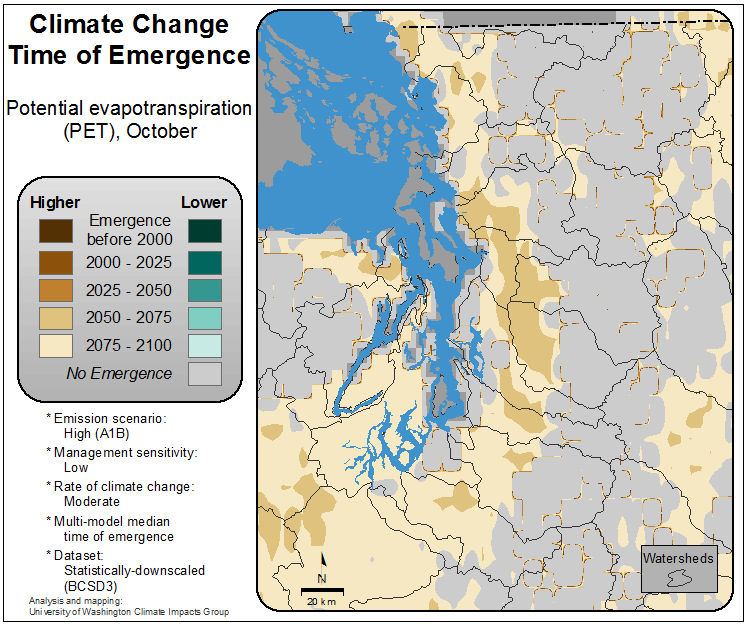 Climate Change
Time of Emergence
Potential evapotranspiration
(PET), October
Higher
Lower
Emergence
before 2000
2000 - 2025
2025 - 2050
2050 - 2075
2075 - 2100
No Emergence
* Emission scenario:
High (A1B)
* Management sensitivity:
Low
* Rate of climate change:
Moderate
* Multi-model median
time of emergence
* Dataset:
Statistically-downscaled
(BCSD3)
Analysis and mapping:
University of Washington Climate Impacts Group
N
20 km
Watersheds